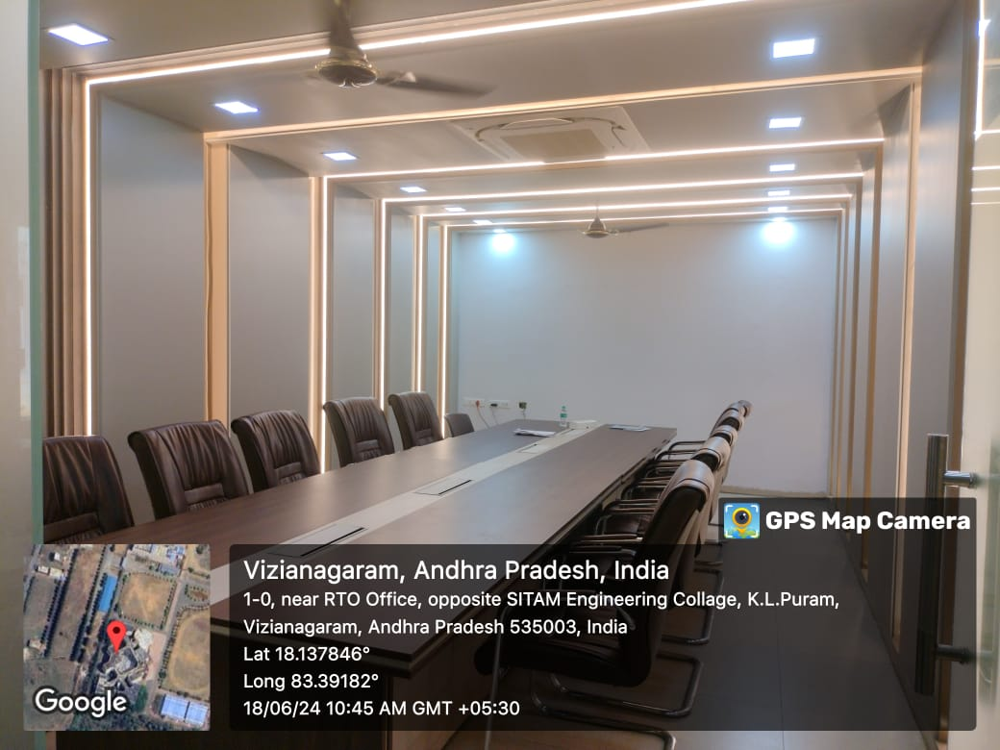 GPS Map Camera
Vizianagaram, Andhra Pradesh, India
1-0, near RTO Office, opposite SITAM Engineering Collage, K.L.Puram,
Vizianagaram, Andhra Pradesh 535003, India
Lat 18.137846°
Long 83.39182°
18/06/24 10:45 AM GMT +05:30
Google